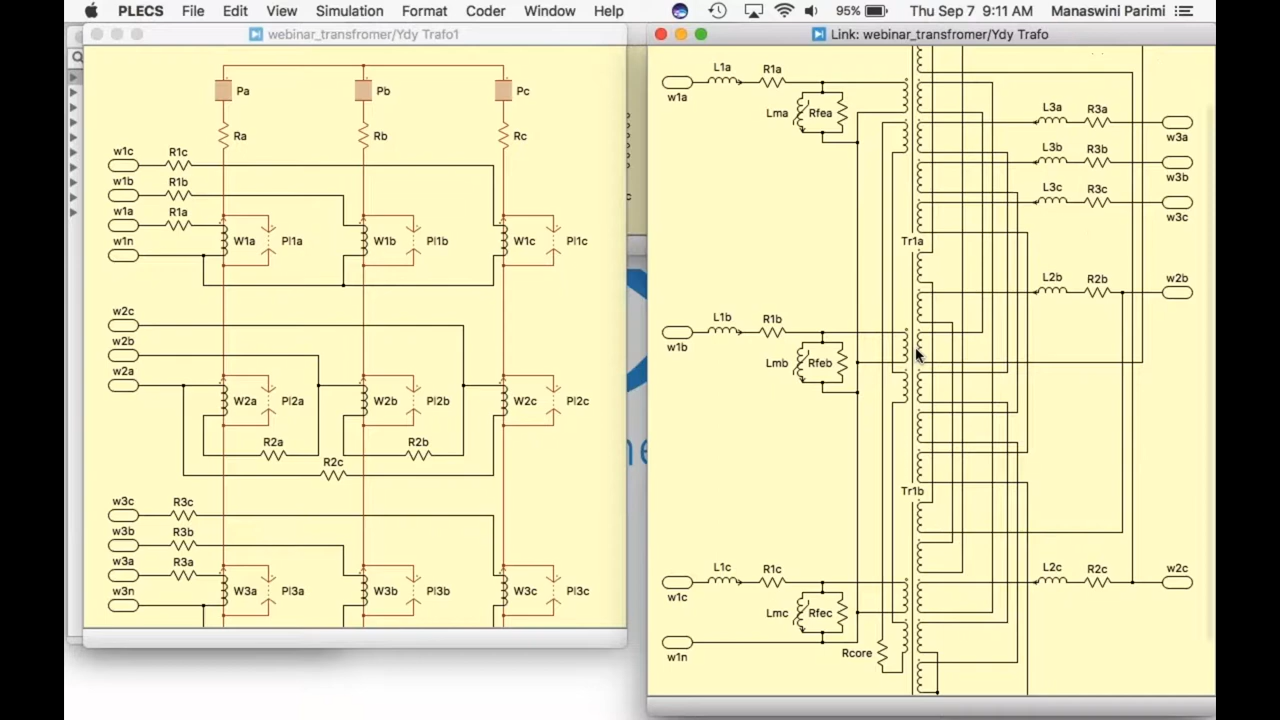 PLECS File Edit View Simulation Format Coder Window Help 95% Thu Sep 7 9:11 AM Manaswini Parimi
webinar_transfromer/Ydy Trafo1
Pa Pb Pc
Ra Rb Rc
w1c R1c
w1b R1b
w1a R1a
w1n W1a Pl1a W1b Pl1b W1c Pl1c
w2c
w2b
w2a
W2a Pl2a W2b Pl2b W2c Pl2c
R2a R2b
R2c
w3c R3c
w3b R3b
w3a R3a
w3n W3a Pl3a W3b Pl3b W3c Pl3c
Link: webinar_transfromer/Ydy Trafo
L1a R1a
w1a
Lma Rfea
L3a R3a
w3a
L3b R3b
w3b
L3c R3c
w3c
Tr1a
L2b R2b w2b
L1b R1b
w1b
Lmb Rfeb
Tr1b
L1c R1c
w1c
L2c R2c w2c
Lmc Rfec
w1n
Rcore